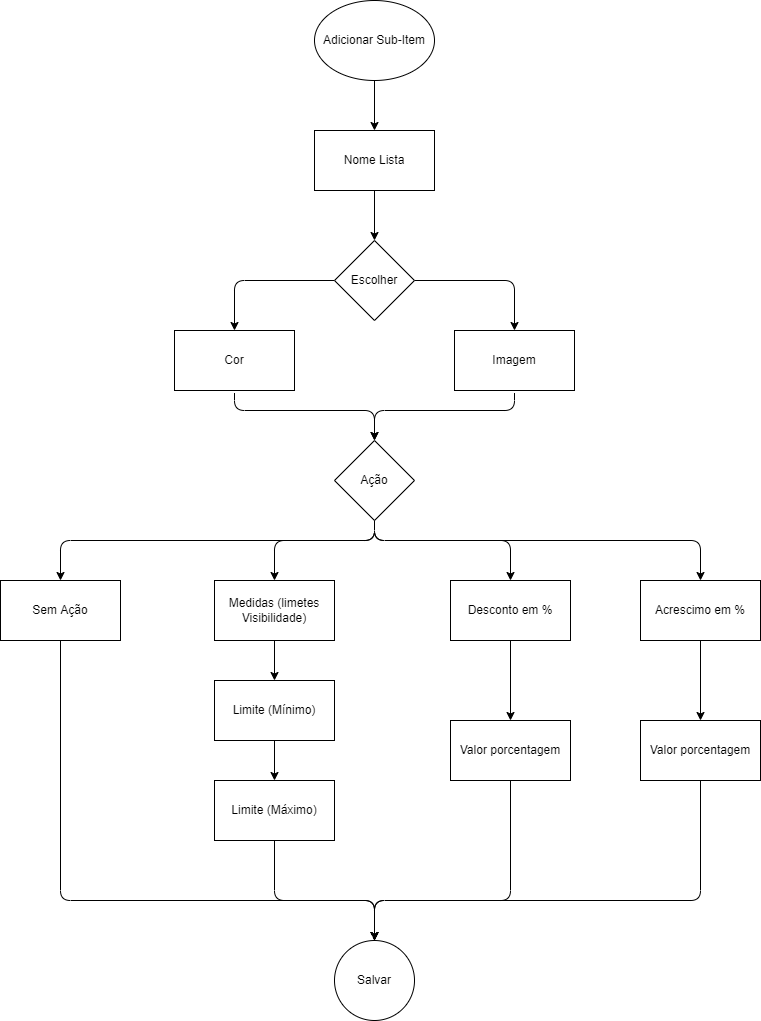 Adicionar Sub-Item
Nome Lista
Escolher
Cor
Imagem
Ação
Sem Ação
Medidas (limetes
Visibilidade)
Desconto em %
Acrescimo em %
Limite (Mínimo)
Valor porcentagem
Valor porcentagem
Limite (Máximo)
Salvar